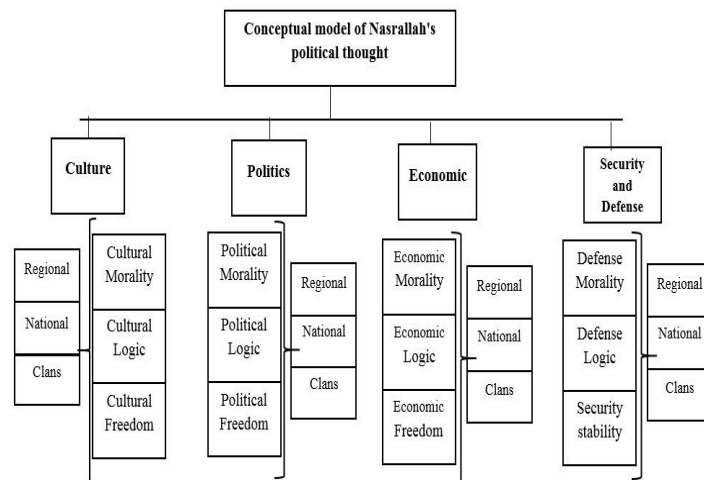 Conceptual model of Nasrallah's
political thought
Culture
Politics
Economic
Security
and
Defense
Regional
National
Clans
Cultural
Morality
Cultural
Logic
Cultural
Freedom
Political
Morality
Political
Logic
Political
Freedom
Regional
National
Clans
Economic
Morality
Economic
Logic
Economic
Freedom
Regional
National
Clans
Defense
Morality
Defense
Logic
Security
stability
Regional
National
Clans